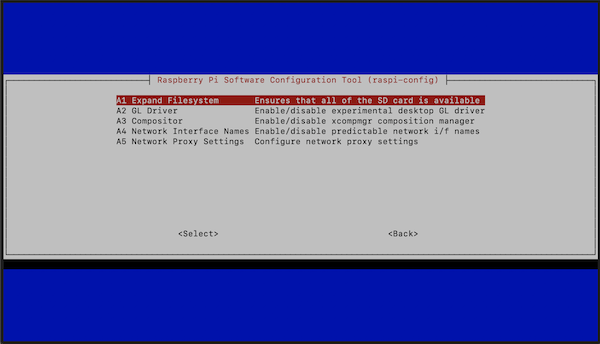 Raspberry Pi Software Configuration Tool (raspi-config)
A1 Expand Filesystem Ensures that all of the SD card is available
A2 GL Driver Enable/disable experimental desktop GL driver
A3 Compositor Enable/disable xcompmgr composition manager
A4 Network Interface Names Enable/disable predictable network i/f names
A5 Network Proxy Settings Configure network proxy settings
<Select> <Back>